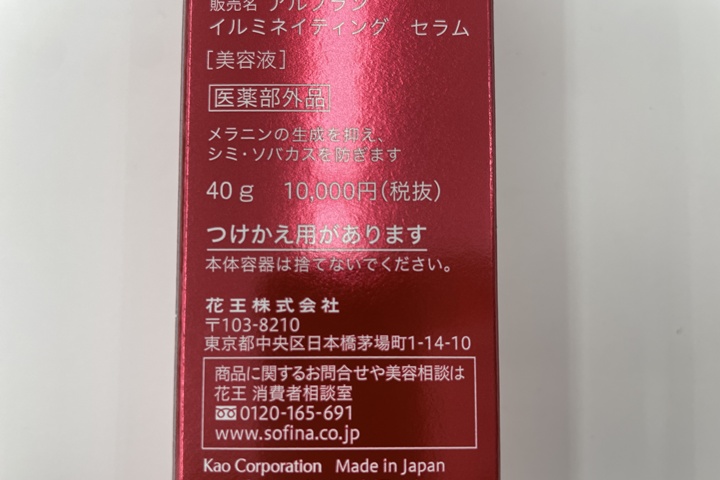 販売名 アルブラン
イルミネイティング セラム
[美容液]
医薬部外品
メラニンの生成を抑え、
シミ・ソバカスを防ぎます
40g 10,000円(税抜)
つけかえ用があります
本体容器は捨てないでください。
花王株式会社
〒103-8210
東京都中央区日本橋茅場町1-14-10
商品に関するお問合せや美容相談は
花王 消費者相談室
0120-165-691
www.sofina.co.jp
Kao Corporation Made in Japan